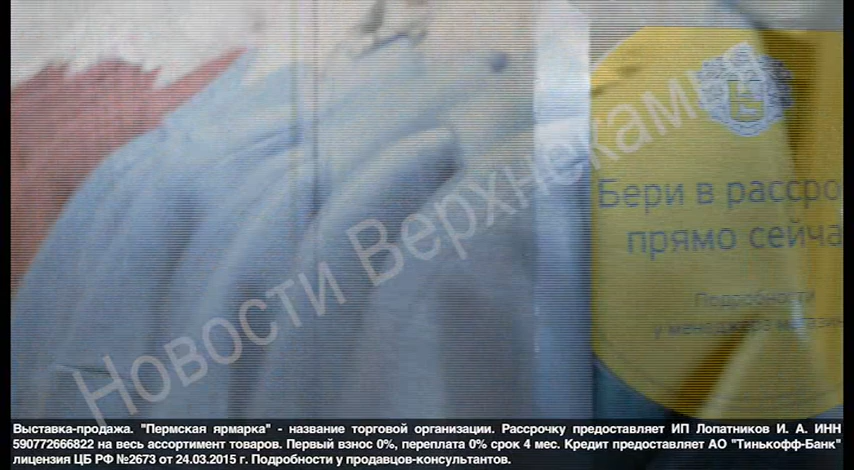 Новости Верхнекамья
Бери в рассро
прямо сейча
Подробности
у менеджера магазин
Выставка-продажа. "Пермская ярмарка" - название торговой организации. Рассрочку предоставляет ИП Лопатников И. А. ИНН
590772666822 на весь ассортимент товаров. Первый взнос 0%, переплата 0% срок 4 мес. Кредит предоставляет АО "Тинькофф-Банк"
лицензия ЦБ РФ №2673 от 24.03.2015 г. Подробности у продавцов-консультантов.